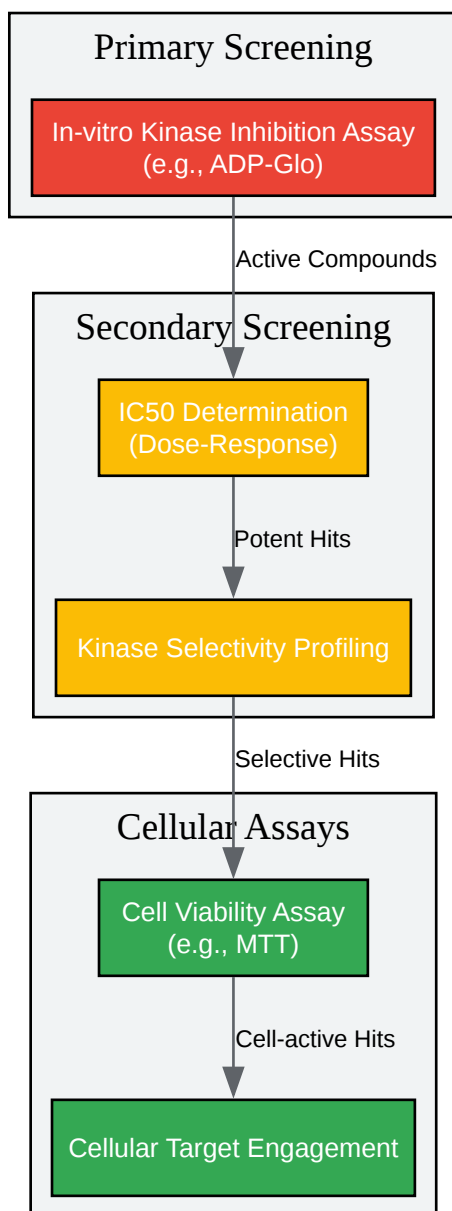 Primary Screening
In-vitro Kinase Inhibition Assay
(e.g., ADP-Glo)
Active Compounds
Secondary Screening
IC50 Determination
(Dose-Response)
Potent Hits
Kinase Selectivity Profiling
Selective Hits
Cellular Assays
Cell Viability Assay
(e.g., MTT)
Cell-active Hits
Cellular Target Engagement